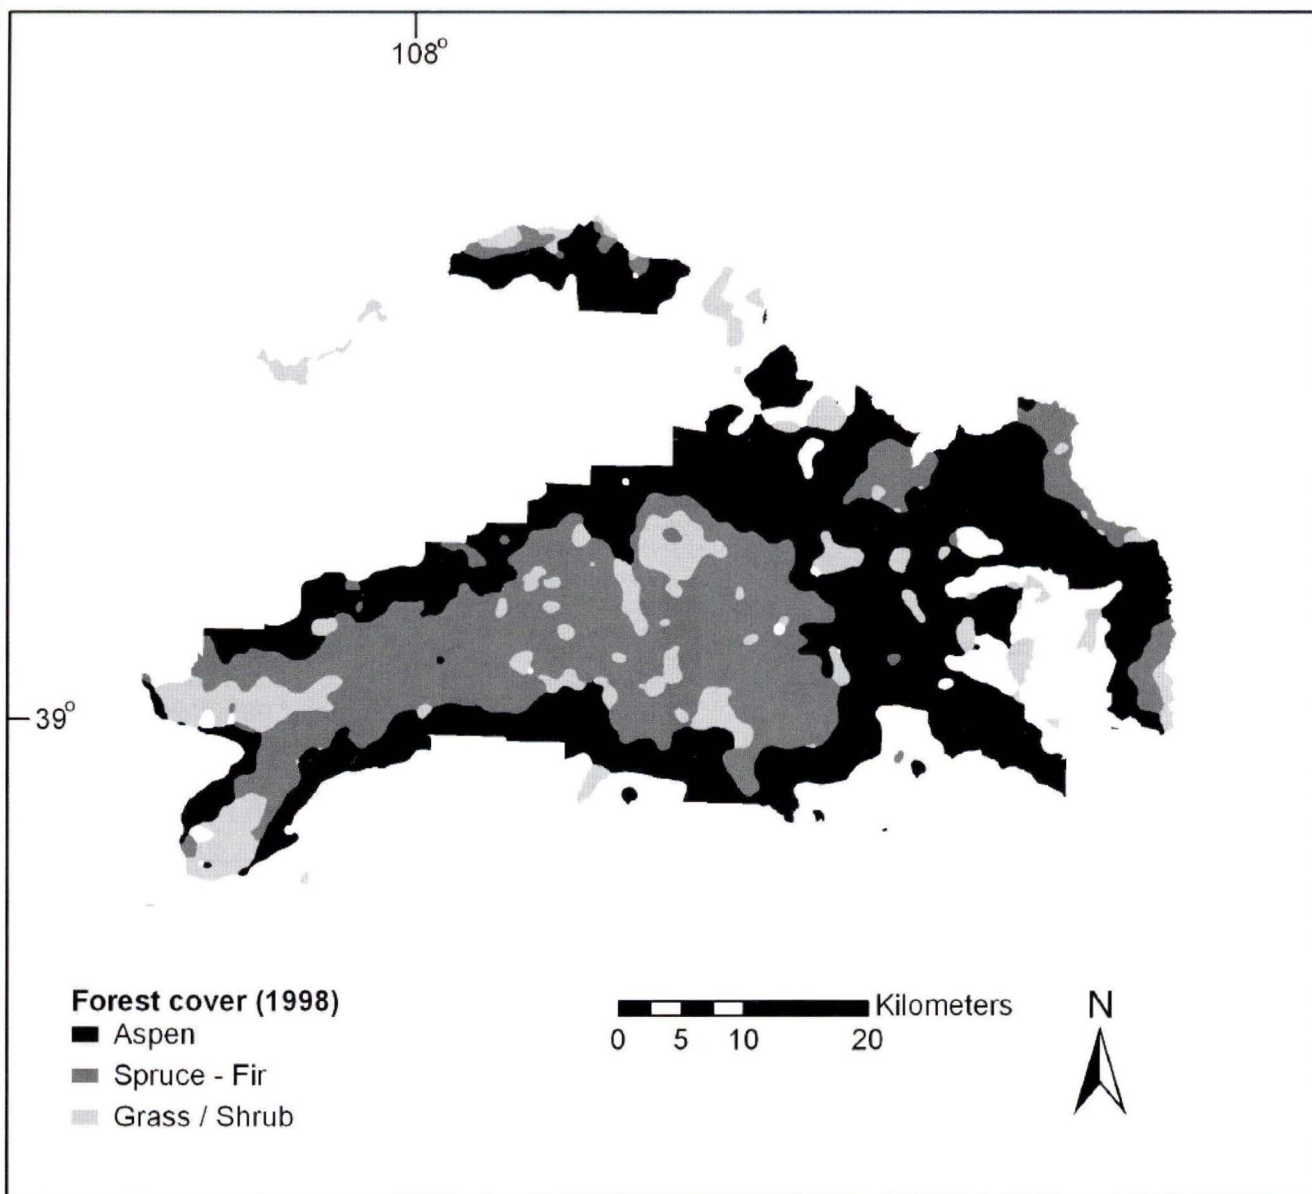 108°
39°
Forest cover (1998)
Aspen
Spruce - Fir
Grass / Shrub
Kilometers
0 5 10 20
N